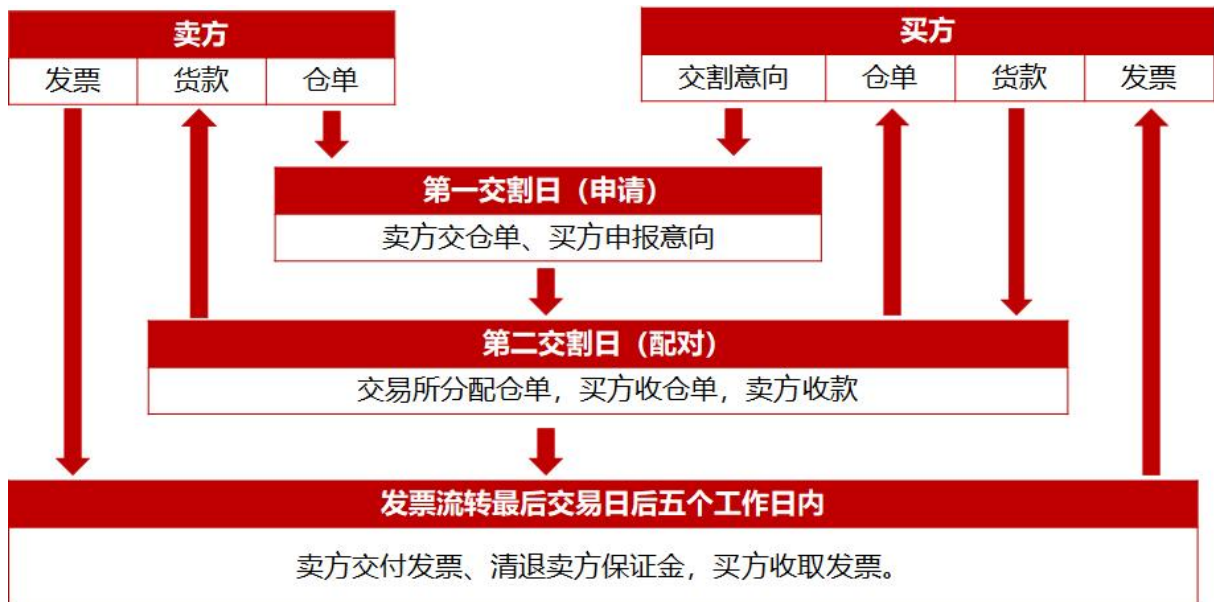 卖方
发票 货款 仓单
买方
交割意向 仓单 货款 发票
第一交割日（申请）
卖方交仓单、买方申报意向
第二交割日（配对）
交易所分配仓单，买方收仓单，卖方收款
发票流转最后交易日后五个工作日内
卖方交付发票、清退卖方保证金，买方收取发票。